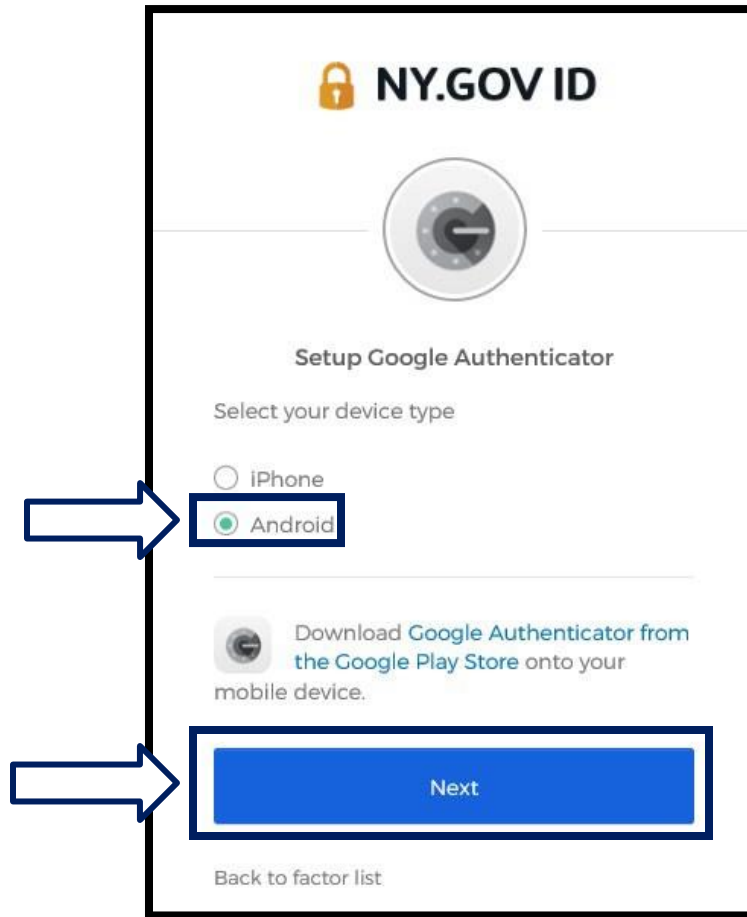 NY.GOV ID
Setup Google Authenticator
Select your device type
iPhone
Android
Download Google Authenticator from
the Google Play Store onto your
mobile device.
Next
Back to factor list